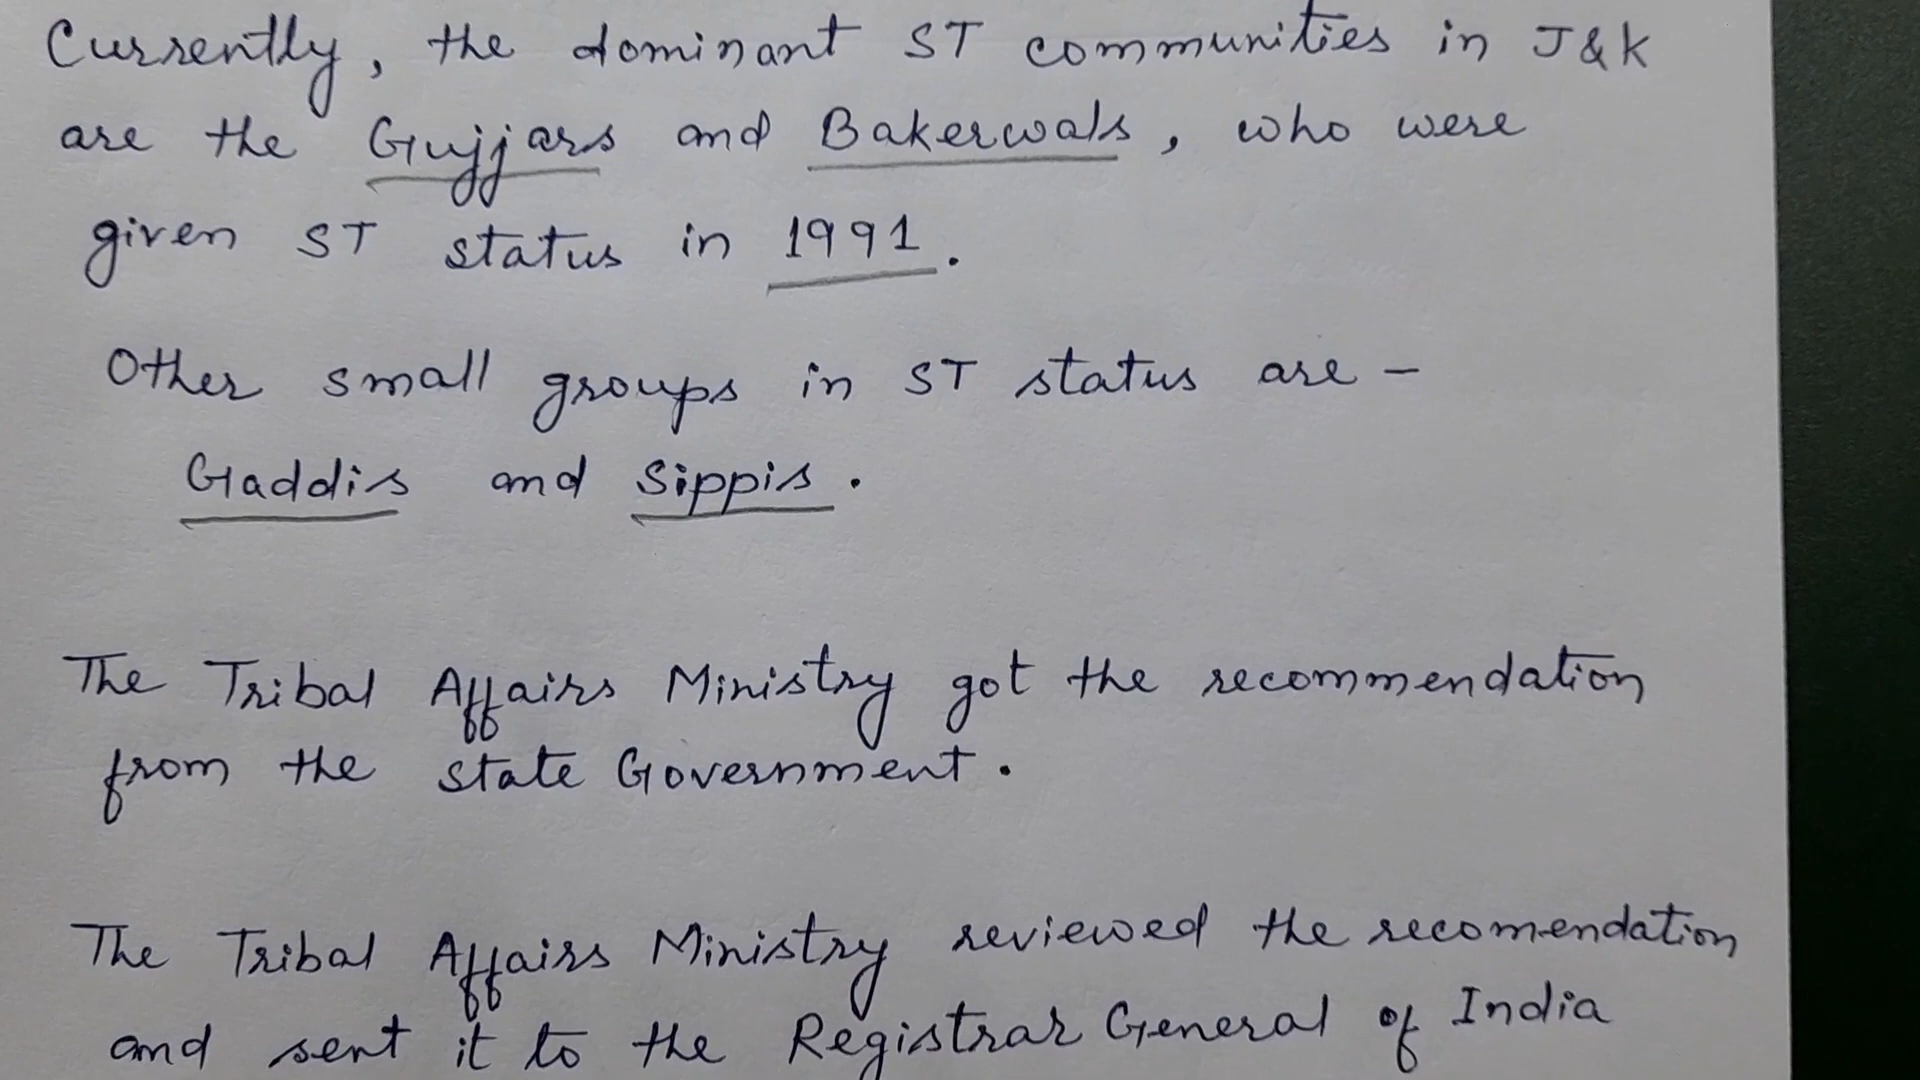 Currently, the dominant ST communities in J&K
are the Gujjars and Bakerwals, who were
given ST status in 1991.
Other small groups in ST status are -
Gaddis and Sippis.
The Tribal Affairs Ministry got the recommendation
from the state Government.
The Tribal Affairs Ministry reviewed the recomendation
and sent it to the Registrar General of India